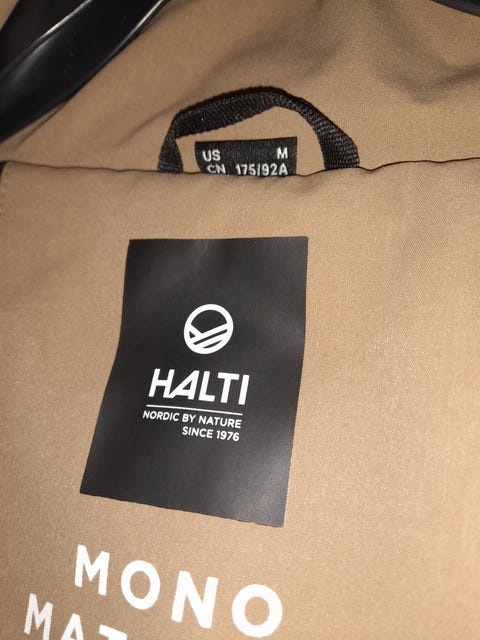 US M
CN 175/92A
HALTI
NORDIC BY NATURE
SINCE 1976
MONO